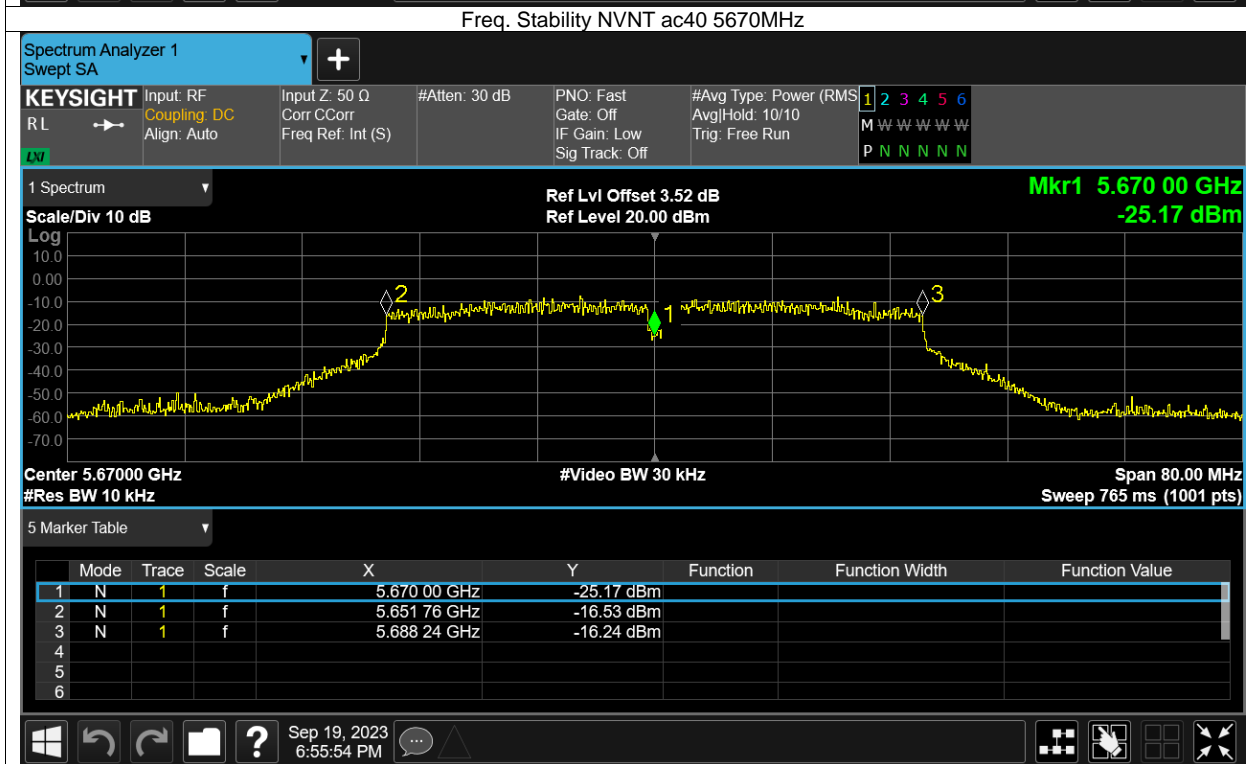 Freq. Stability NVNT ac40 5670MHz
Spectrum Analyzer 1
Swept SA
+
KEYSIGHT Input: RF Input Z: 50 Ω #Atten: 30 dB PNO: Fast #Avg Type: Power (RMS 1 2 3 4 5 6
R L Coupling: DC Corr CCorr Gate: Off Avg|Hold: 10/10 M W W W W W
Align: Auto Freq Ref: Int (S) IF Gain: Low Trig: Free Run
LXI Sig Track: Off P N N N N N
1 Spectrum Ref Lvl Offset 3.52 dB Mkr1 5.670 00 GHz
Scale/Div 10 dB Ref Level 20.00 dBm -25.17 dBm
Log
10.0
0.00
-10.0 2 3
-20.0 1
-30.0
-40.0
-50.0
-60.0
-70.0
Center 5.67000 GHz #Video BW 30 kHz Span 80.00 MHz
#Res BW 10 kHz Sweep 765 ms (1001 pts)
5 Marker Table
Mode Trace Scale X Y Function Function Width Function Value
1 N 1 f 5.670 00 GHz -25.17 dBm
2 N 1 f 5.651 76 GHz -16.53 dBm
3 N 1 f 5.688 24 GHz -16.24 dBm
4
5
6
? Sep 19, 2023
6:55:54 PM